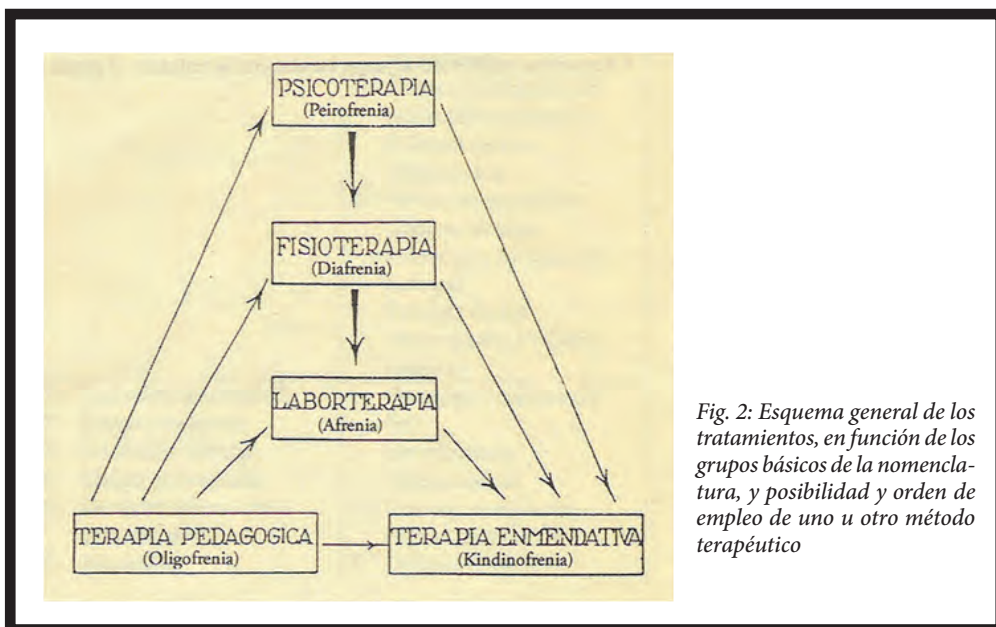 PSICOTERAPIA
(Peirofrenia)
FISIOTERAPIA
(Diafrenia)
LABORTERAPIA
(Afrenia)
TERAPIA PEDAGOGICA
(Oligofrenia)
TERAPIA ENMENDATIVA
(Kindinofrenia)
Fig. 2: Esquema general de los
tratamientos, en función de los
grupos básicos de la nomencla-
tura, y posibilidad y orden de
empleo de uno u otro método
terapéutico